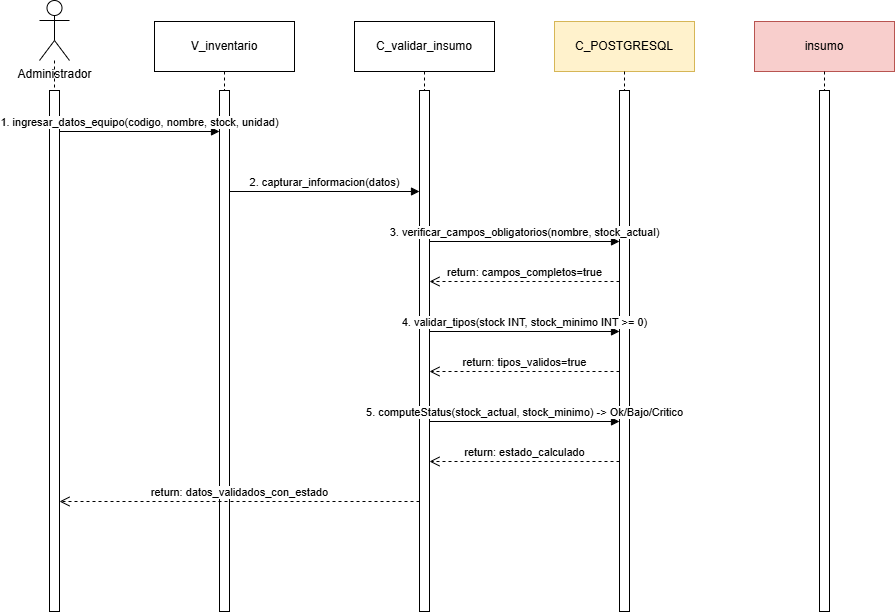 V_inventario
C_validar_insumo
C_POSTGRESQL
insumo
Administrador
1. ingresar_datos_equipo(codigo, nombre, stock, unidad)
2. capturar_informacion(datos)
3. verificar_campos_obligatorios(nombre, stock_actual)
return: campos_completos=true
4. validar_tipos(stock INT, stock_minimo INT >= 0)
return: tipos_validos=true
5. computeStatus(stock_actual, stock_minimo) -> Ok/Bajo/Critico
return: estado_calculado
return: datos_validados_con_estado